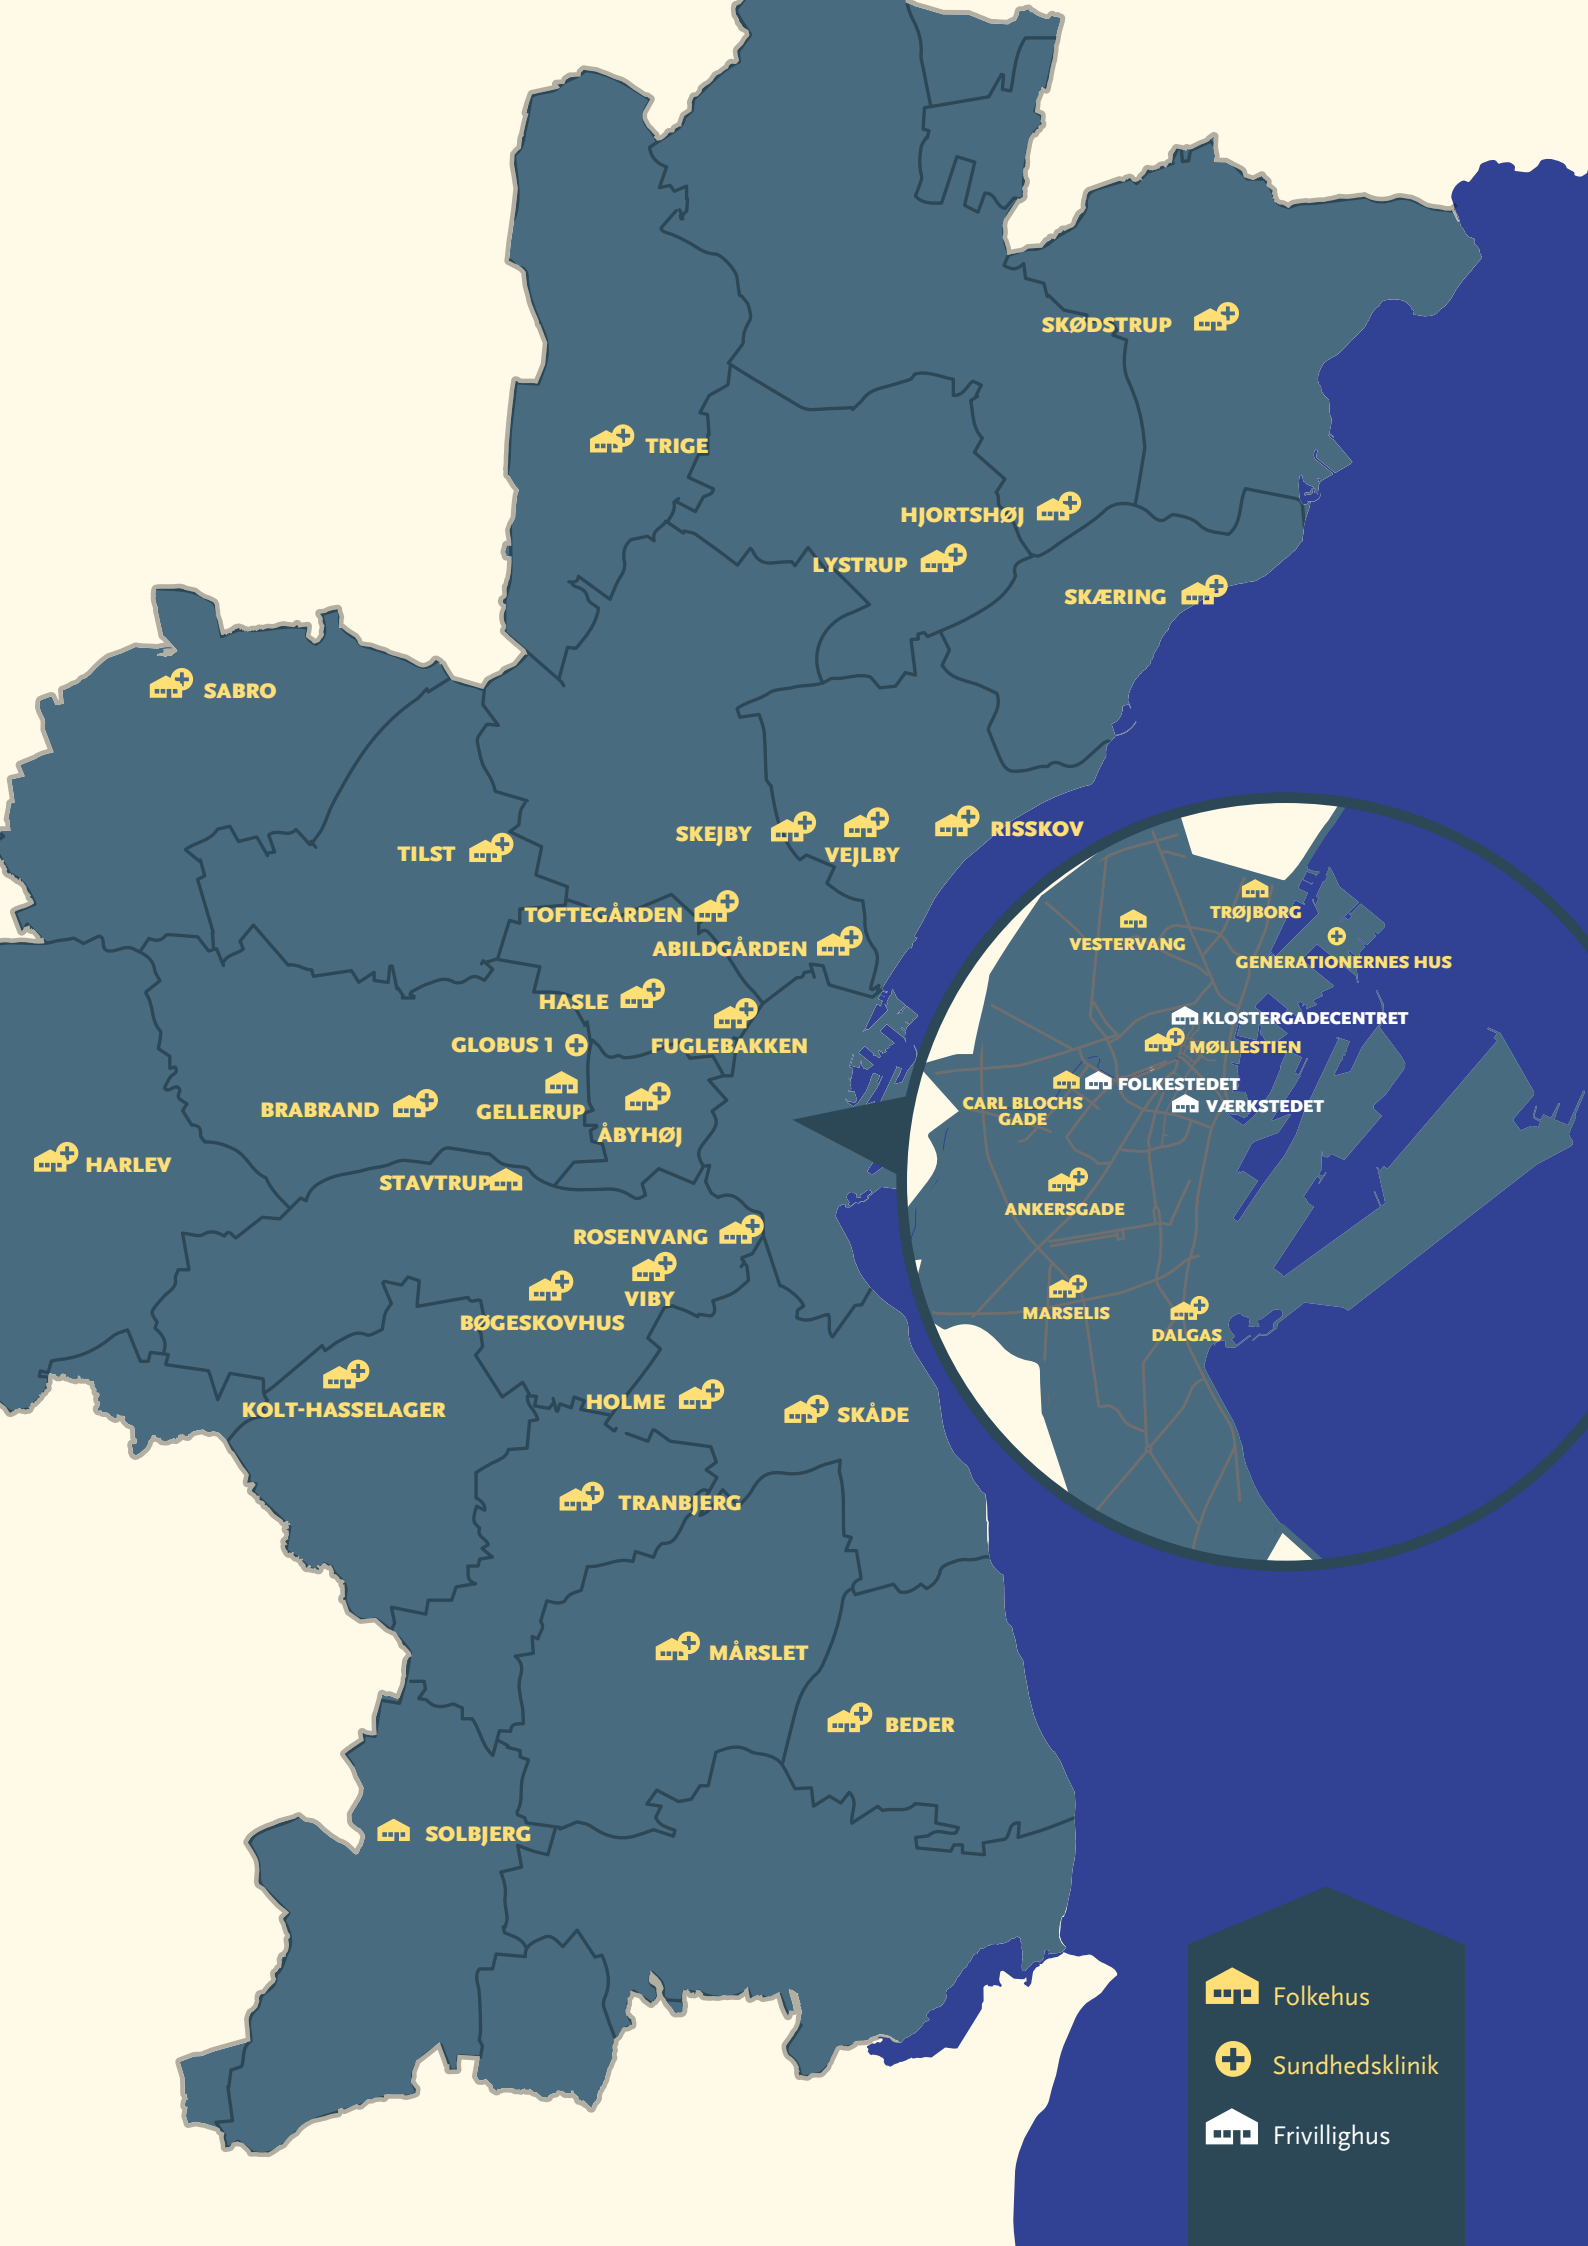 SKØDSTRUP
TRIGE
HJORTSHØJ
LYSTRUP
SKÆRING
SABRO
SKEJBY
VEJLBY
RISSKOV
TILST
TOFTEGÅRDEN
ABILDGÅRDEN
HASLE
GLOBUS 1
FUGLEBAKKEN
BRABRAND
GELLERUP
ÅBYHØJ
HARLEV
STAVTRUP
ROSENVANG
VIBY
BØGESKOVHUS
KOLT-HASSELAGER
HOLME
SKÅDE
TRANBJERG
MÅRSLET
BEDER
SOLBJERG
TRØJBORG
VESTERVANG
GENERATIONERNES HUS
KLOSTERGADECENTRET
MØLLESTIEN
FOLKESTEDET
CARL BLOCHS
GADE
VÆRKSTEDET
ANKERSGADE
MARSELIS
DALGAS
Folkehus
Sundhedsklinik
Frivillighus